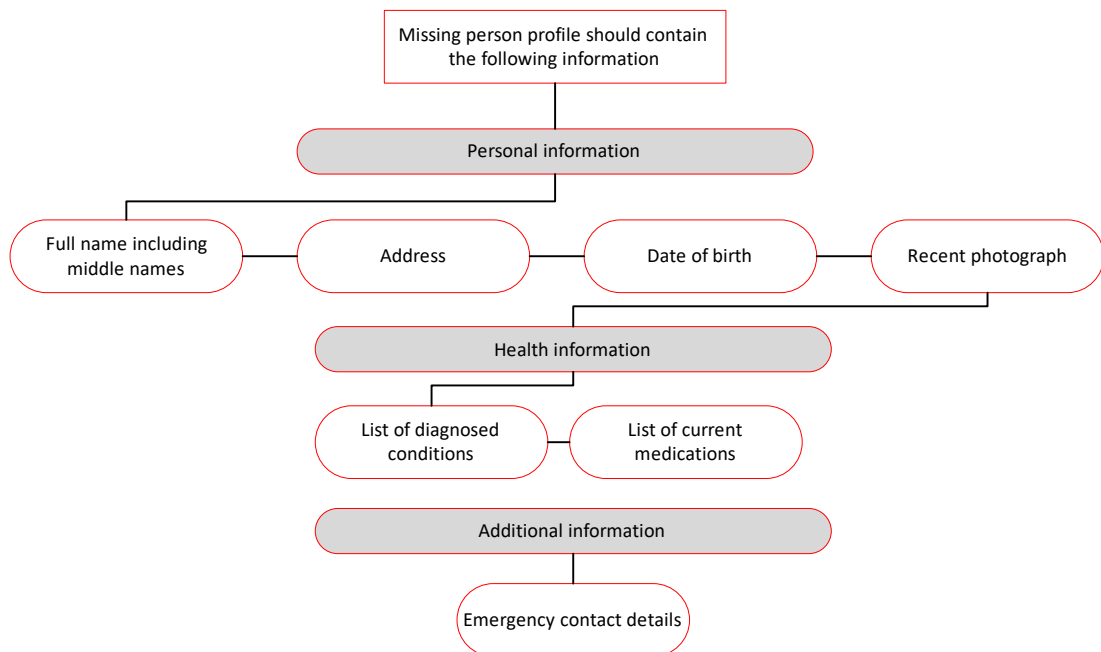 Missing person profile should contain
the following information
Personal information
Full name including
middle names
Address
Date of birth
Recent photograph
Health information
List of diagnosed
conditions
List of current
medications
Additional information
Emergency contact details